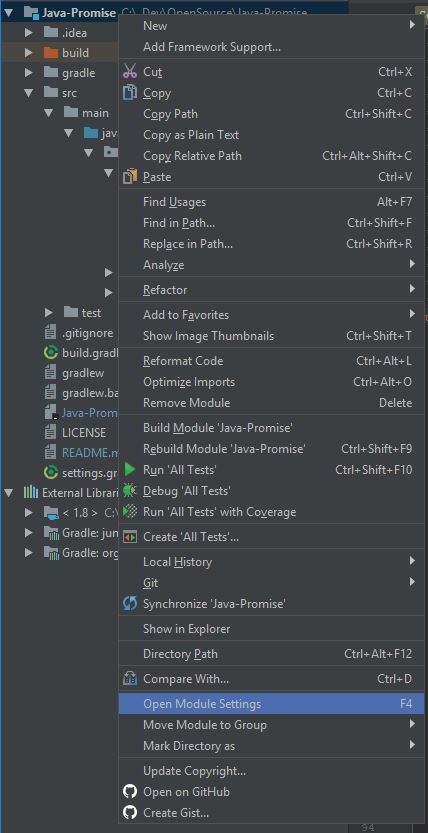 Java-Promise C:\_Dev\OpenSource\Java-Promise
.idea
build
gradle
src
main
jav
test
.gitignore
build.gradl
gradlew
gradlew.ba
Java-Prom
LICENSE
README.m
settings.gr
External Librari
< 1.8 > C:\
Gradle: jun
Gradle: org
New
Add Framework Support...
Cut Ctrl+X
Copy Ctrl+C
Copy Path Ctrl+Shift+C
Copy as Plain Text
Copy Relative Path Ctrl+Alt+Shift+C
Paste Ctrl+V
Find Usages Alt+F7
Find in Path... Ctrl+Shift+F
Replace in Path... Ctrl+Shift+R
Analyze
Refactor
Add to Favorites
Show Image Thumbnails Ctrl+Shift+T
Reformat Code Ctrl+Alt+L
Optimize Imports Ctrl+Alt+O
Remove Module Delete
Build Module 'Java-Promise'
Rebuild Module 'Java-Promise' Ctrl+Shift+F9
Run 'All Tests' Ctrl+Shift+F10
Debug 'All Tests'
Run 'All Tests' with Coverage
Create 'All Tests'...
Local History
Git
Synchronize 'Java-Promise'
Show in Explorer
Directory Path Ctrl+Alt+F12
Compare With... Ctrl+D
Open Module Settings F4
Move Module to Group
Mark Directory as
Update Copyright...
Open on GitHub
Create Gist...
94